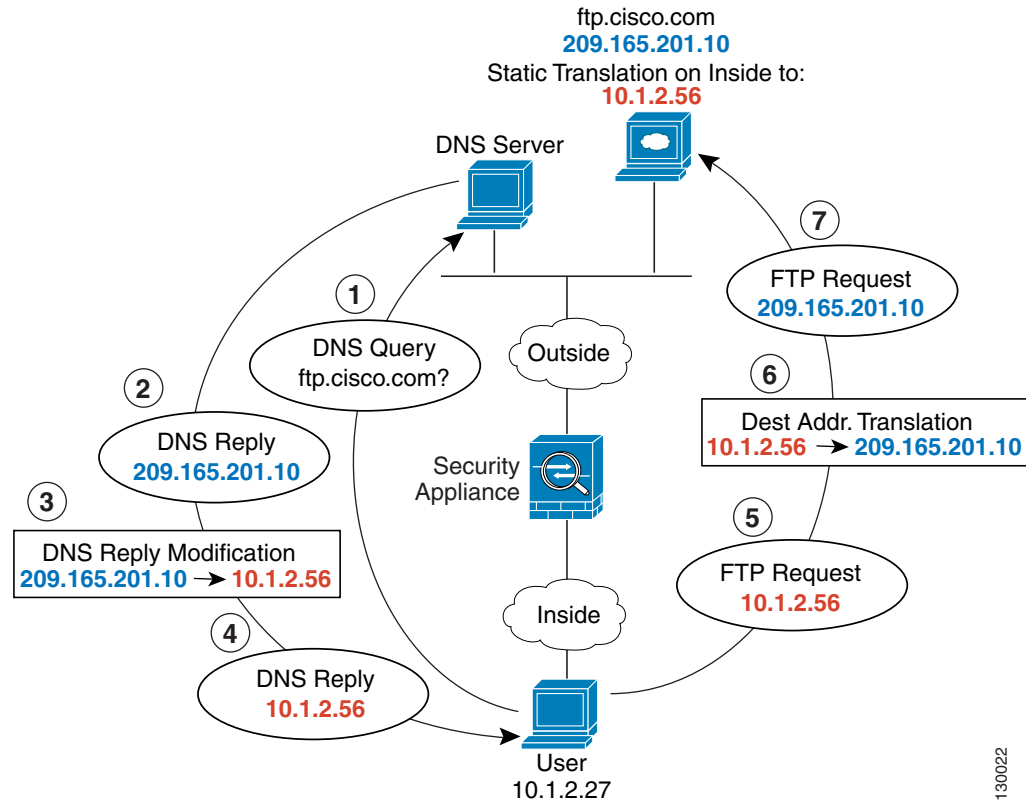 ftp.cisco.com
209.165.201.10
Static Translation on Inside to:
10.1.2.56
DNS Server
7
FTP Request
209.165.201.10
1
DNS Query
ftp.cisco.com?
Outside
2
DNS Reply
209.165.201.10
6
Dest Addr. Translation
10.1.2.56 → 209.165.201.10
Security
Appliance
3
DNS Reply Modification
209.165.201.10 → 10.1.2.56
5
FTP Request
10.1.2.56
Inside
4
DNS Reply
10.1.2.56
User
10.1.2.27
130022